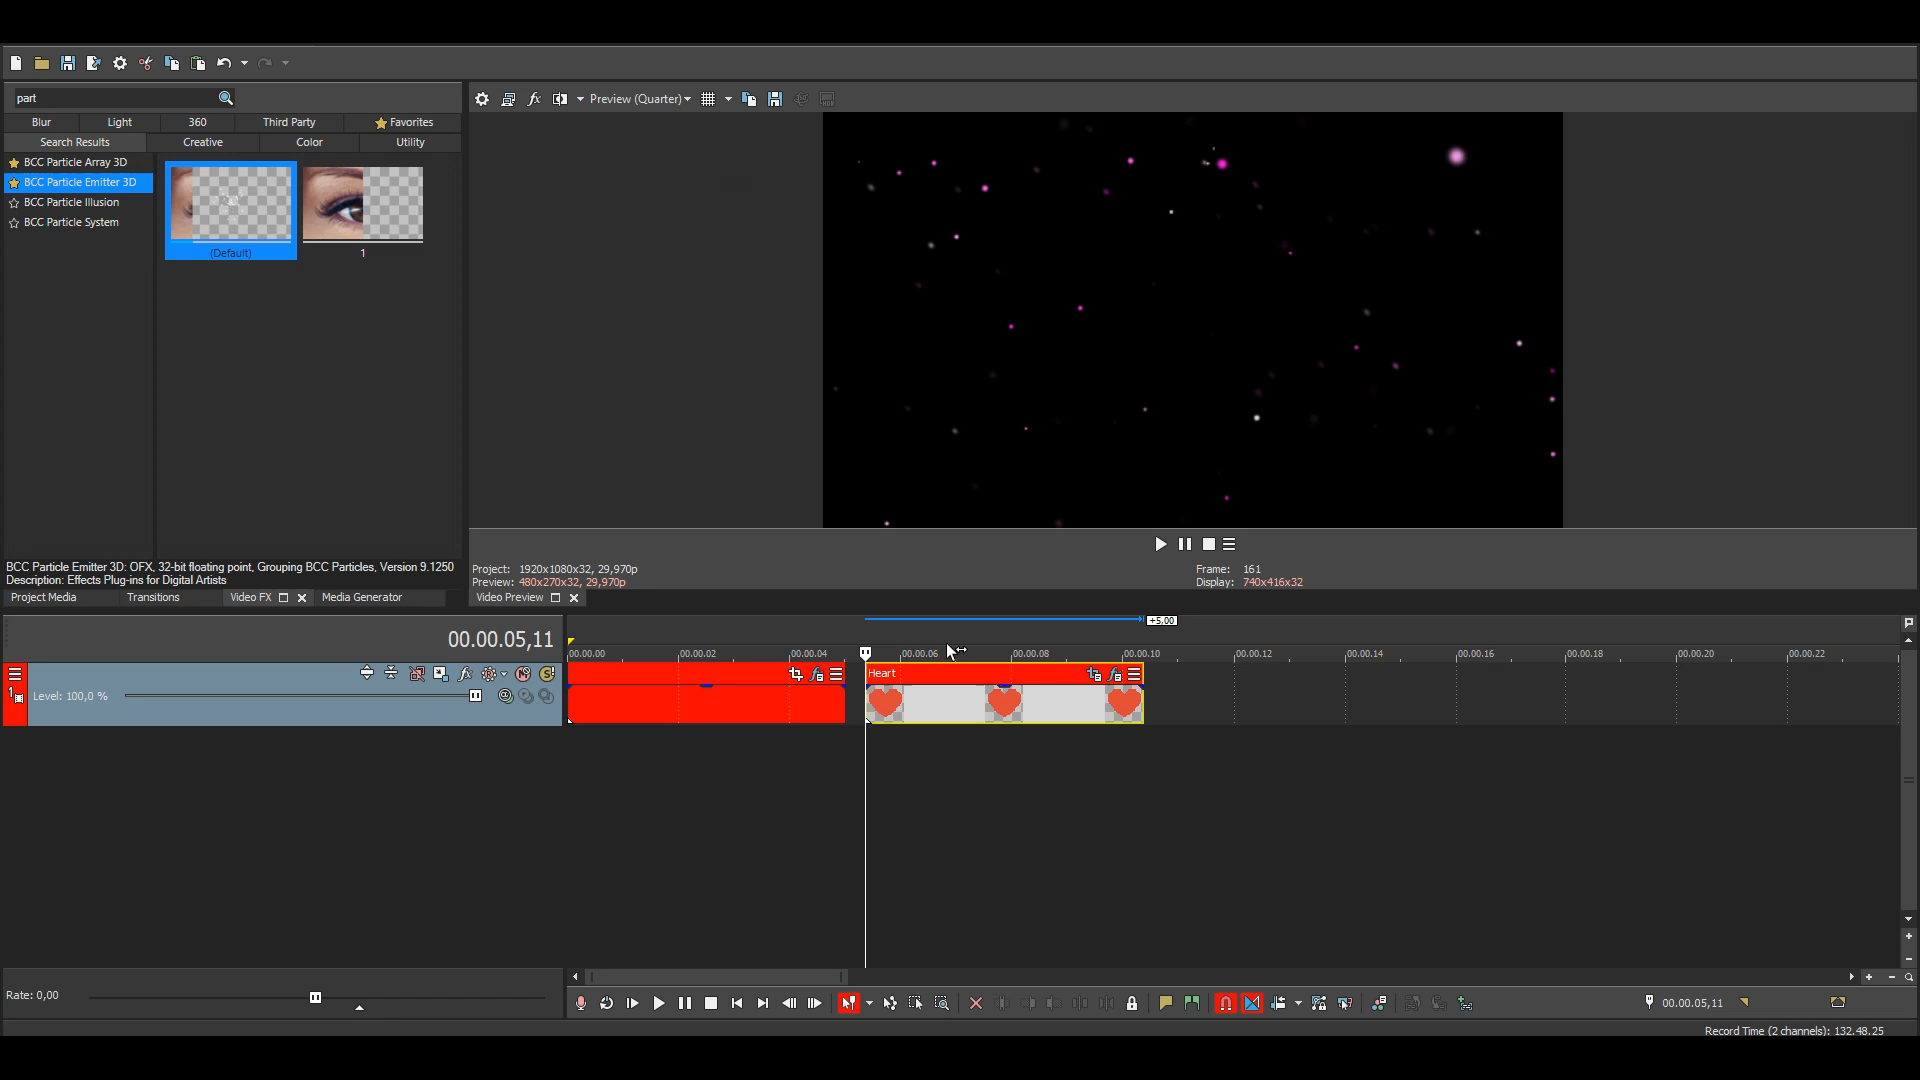 part
Blur Light 360 Third Party Favorites
Search Results Creative Color Utility
BCC Particle Array 3D
BCC Particle Emitter 3D
BCC Particle Illusion
BCC Particle System
(Default) 1
Preview (Quarter)
BCC Particle Emitter 3D: OFX, 32-bit floating point, Grouping BCC Particles, Version 9.1250
Description: Effects Plug-ins for Digital Artists
Project Media Transitions Video FX Media Generator
Project: 1920x1080x32, 29,970p
Preview: 480x270x32, 29,970p
Frame: 161
Display: 740x416x32
Video Preview
00.00.05,11
+5.00
00.00.00 00.00.02 00.00.04 00.00.06 00.00.08 00.00.10 00.00.12 00.00.14 00.00.16 00.00.18 00.00.20 00.00.22
1
Level: 100,0 %
Heart
Rate: 0,00
00.00.05,11
Record Time (2 channels): 132.48.25